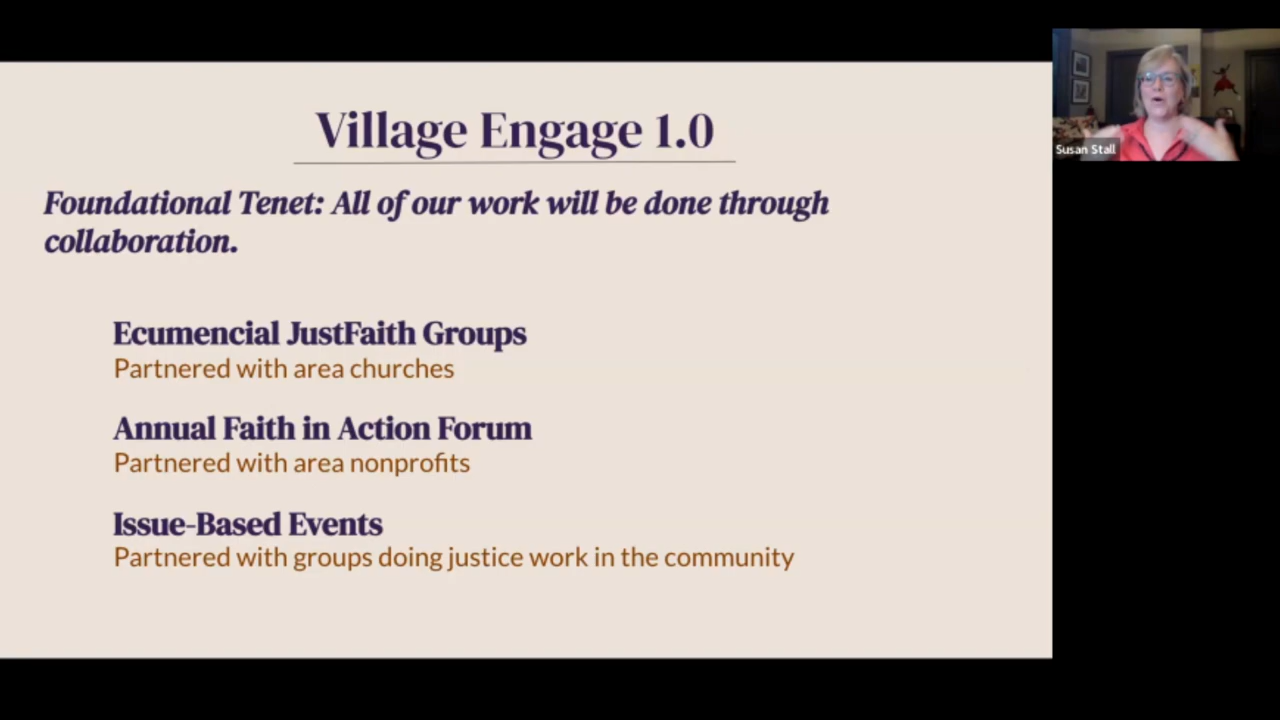 Village Engage 1.0
Foundational Tenet: All of our work will be done through
collaboration.
Ecumencial JustFaith Groups
Partnered with area churches
Annual Faith in Action Forum
Partnered with area nonprofits
Issue-Based Events
Partnered with groups doing justice work in the community
Susan Stall